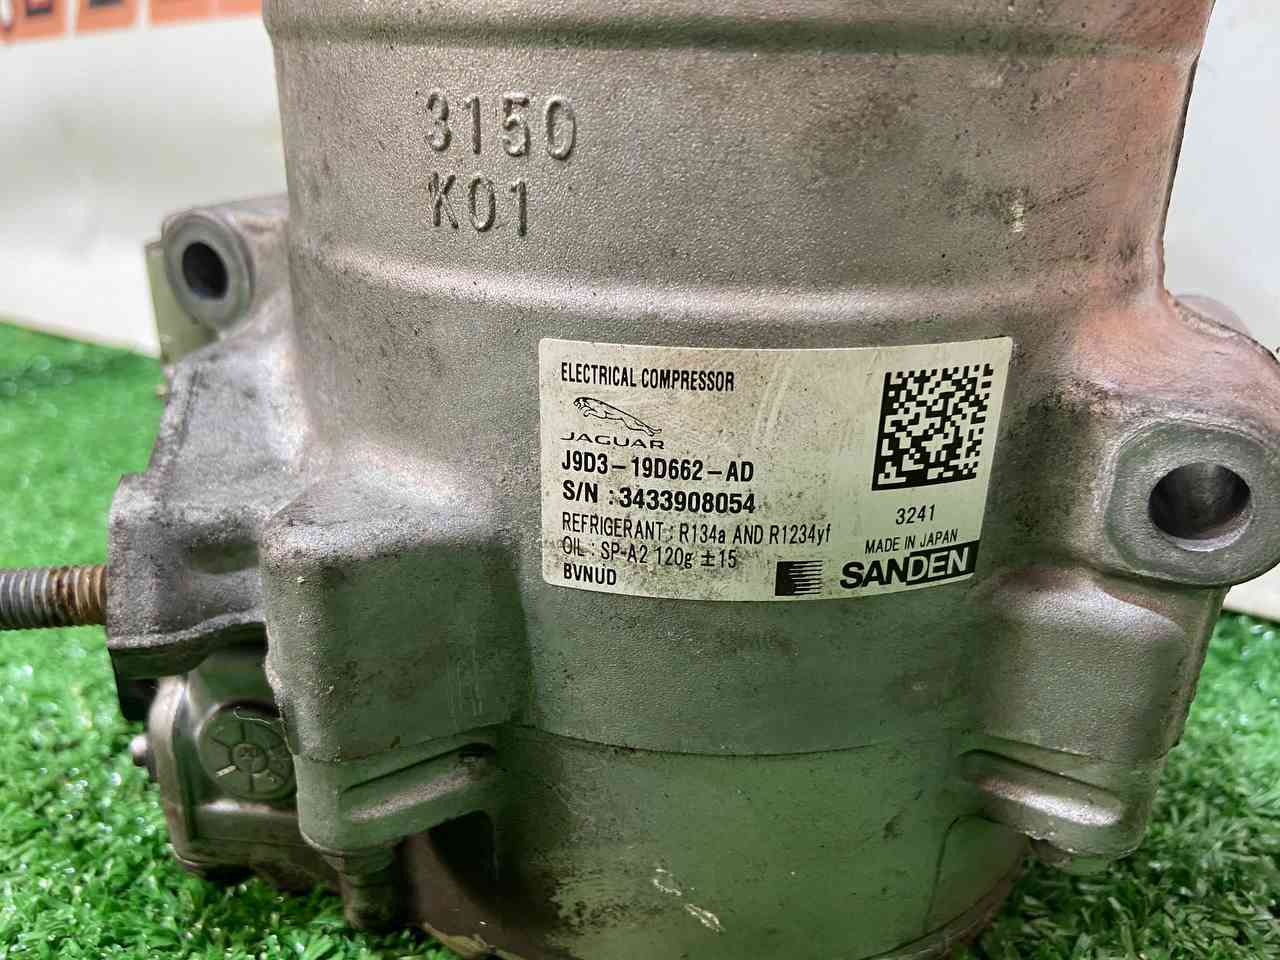 3150
K01
ELECTRICAL COMPRESSOR
JAGUAR
J9D3-19D662-AD
S/N : 3433908054
REFRIGERANT : R134a AND R1234yf
OIL : SP-A2 120g ±15
BVNUD
3241
MADE IN JAPAN
SANDEN